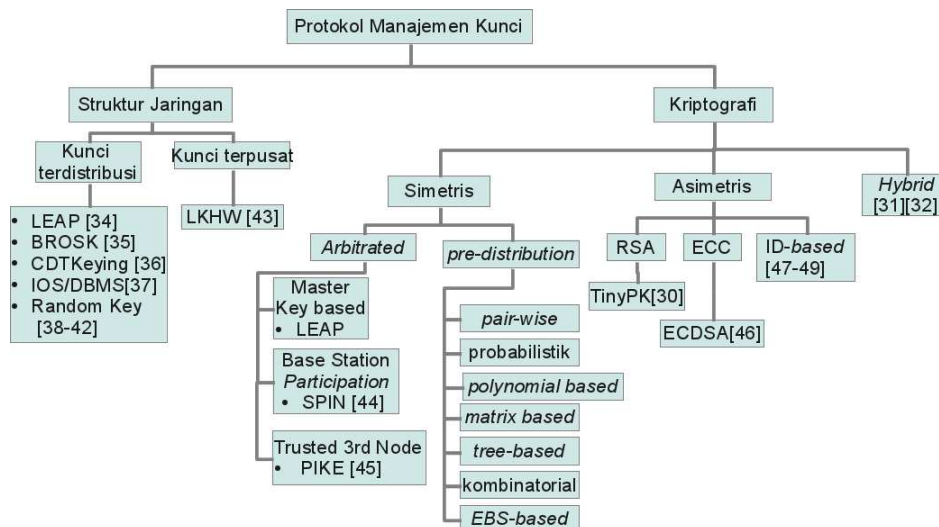 Protokol Manajemen Kunci
Struktur Jaringan
Kriptografi
Kunci
terdistribusi
Kunci terpusat
LEAP [34]
BROSK [35]
CDTKeying [36]
IOS/DBMS[37]
Random Key
[38-42]
LKHW [43]
Simetris
Asimetris
Hybrid
[31][32]
Arbitrated
pre-distribution
RSA
ECC
ID-based
[47-49]
Master
Key based
• LEAP
Base Station
Participation
• SPIN [44]
Trusted 3rd Node
• PIKE [45]
pair-wise
probabilistik
polynomial based
matrix based
tree-based
kombinatorial
EBS-based
TinyPK[30]
ECDSA[46]